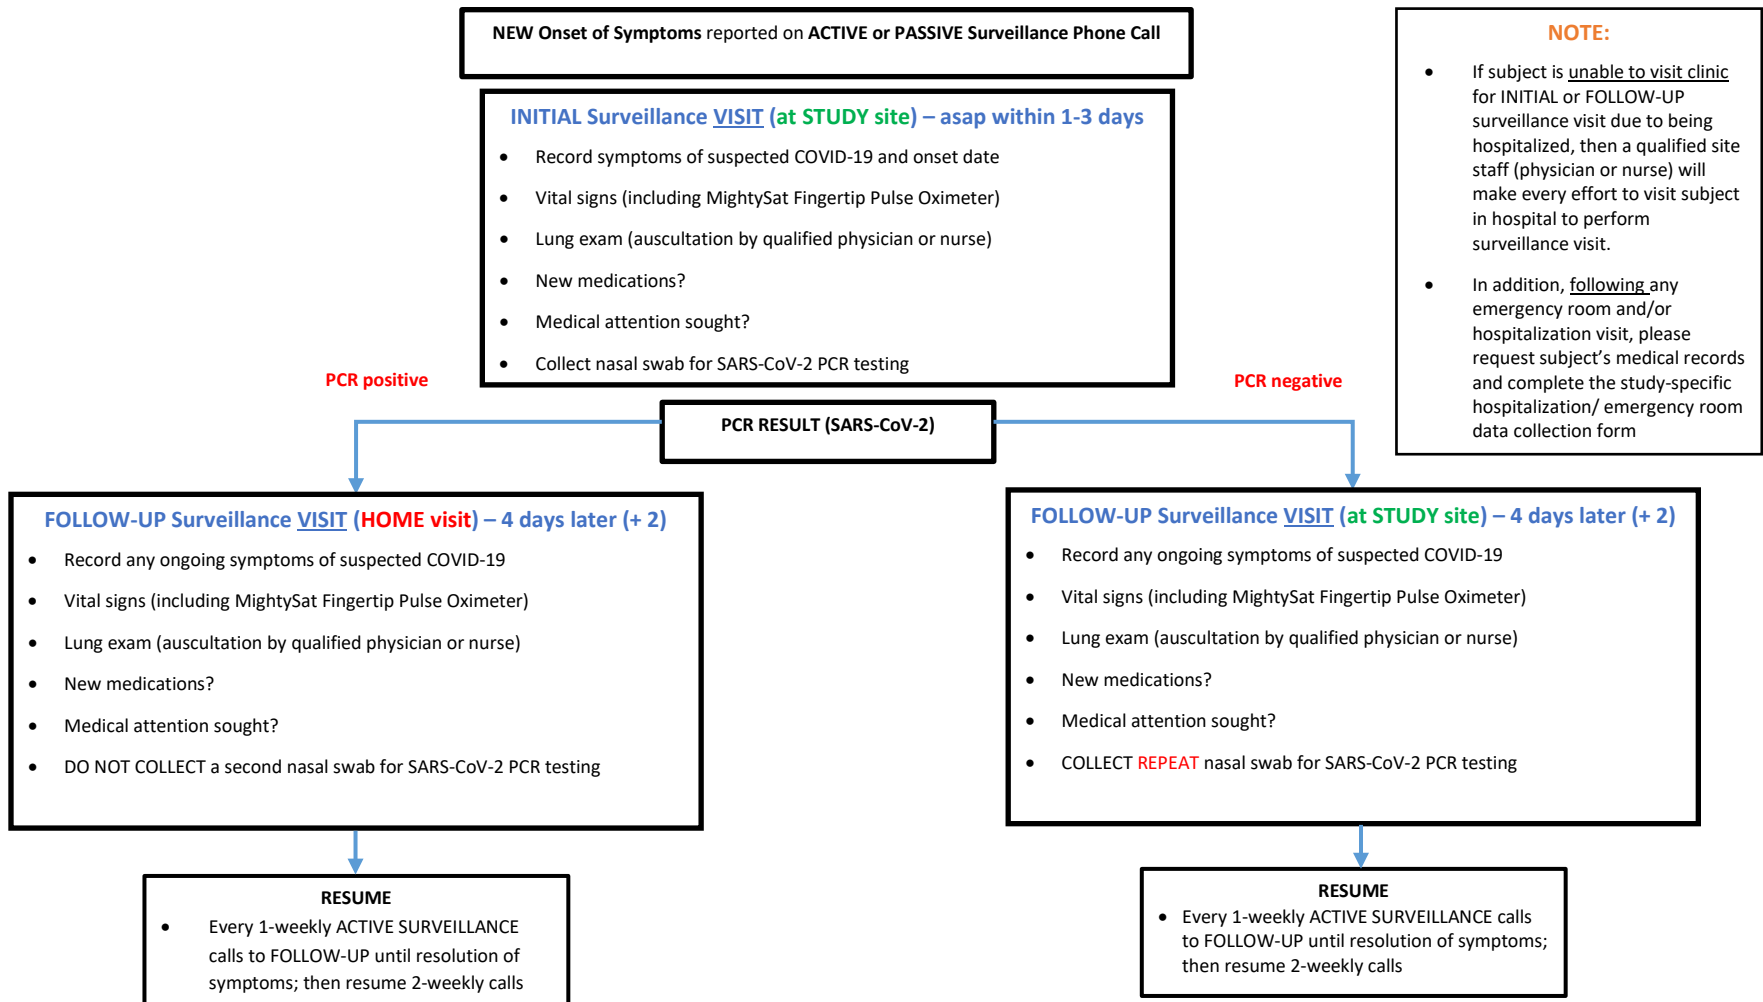 NEW Onset of Symptoms reported on ACTIVE or PASSIVE Surveillance Phone Call
INITIAL Surveillance VISIT (at STUDY site) – asap within 1-3 days
• Record symptoms of suspected COVID-19 and onset date
• Vital signs (including MightySat Fingertip Pulse Oximeter)
• Lung exam (auscultation by qualified physician or nurse)
• New medications?
• Medical attention sought?
• Collect nasal swab for SARS-CoV-2 PCR testing
NOTE:
• If subject is unable to visit clinic
for INITIAL or FOLLOW-UP
surveillance visit due to being
hospitalized, then a qualified site
staff (physician or nurse) will
make every effort to visit subject
in hospital to perform
surveillance visit.
• In addition, following any
emergency room and/or
hospitalization visit, please
request subject's medical records
and complete the study-specific
hospitalization/ emergency room
data collection form
PCR positive
PCR negative
PCR RESULT (SARS-CoV-2)
FOLLOW-UP Surveillance VISIT (HOME visit) – 4 days later (+ 2)
• Record any ongoing symptoms of suspected COVID-19
• Vital signs (including MightySat Fingertip Pulse Oximeter)
• Lung exam (auscultation by qualified physician or nurse)
• New medications?
• Medical attention sought?
• DO NOT COLLECT a second nasal swab for SARS-CoV-2 PCR testing
FOLLOW-UP Surveillance VISIT (at STUDY site) – 4 days later (+ 2)
• Record any ongoing symptoms of suspected COVID-19
• Vital signs (including MightySat Fingertip Pulse Oximeter)
• Lung exam (auscultation by qualified physician or nurse)
• New medications?
• Medical attention sought?
• COLLECT REPEAT nasal swab for SARS-CoV-2 PCR testing
RESUME
• Every 1-weekly ACTIVE SURVEILLANCE
calls to FOLLOW-UP until resolution of
symptoms; then resume 2-weekly calls
RESUME
• Every 1-weekly ACTIVE SURVEILLANCE calls
to FOLLOW-UP until resolution of symptoms;
then resume 2-weekly calls